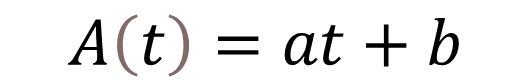 A(t) = at + b